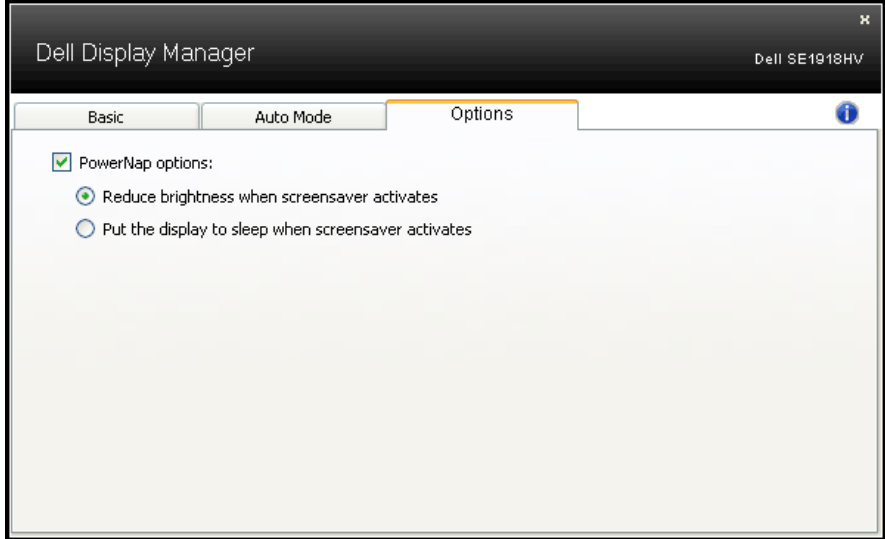 Dell Display Manager
Dell SE1918HV
Basic
Auto Mode
Options
PowerNap options:
Reduce brightness when screensaver activates
Put the display to sleep when screensaver activates